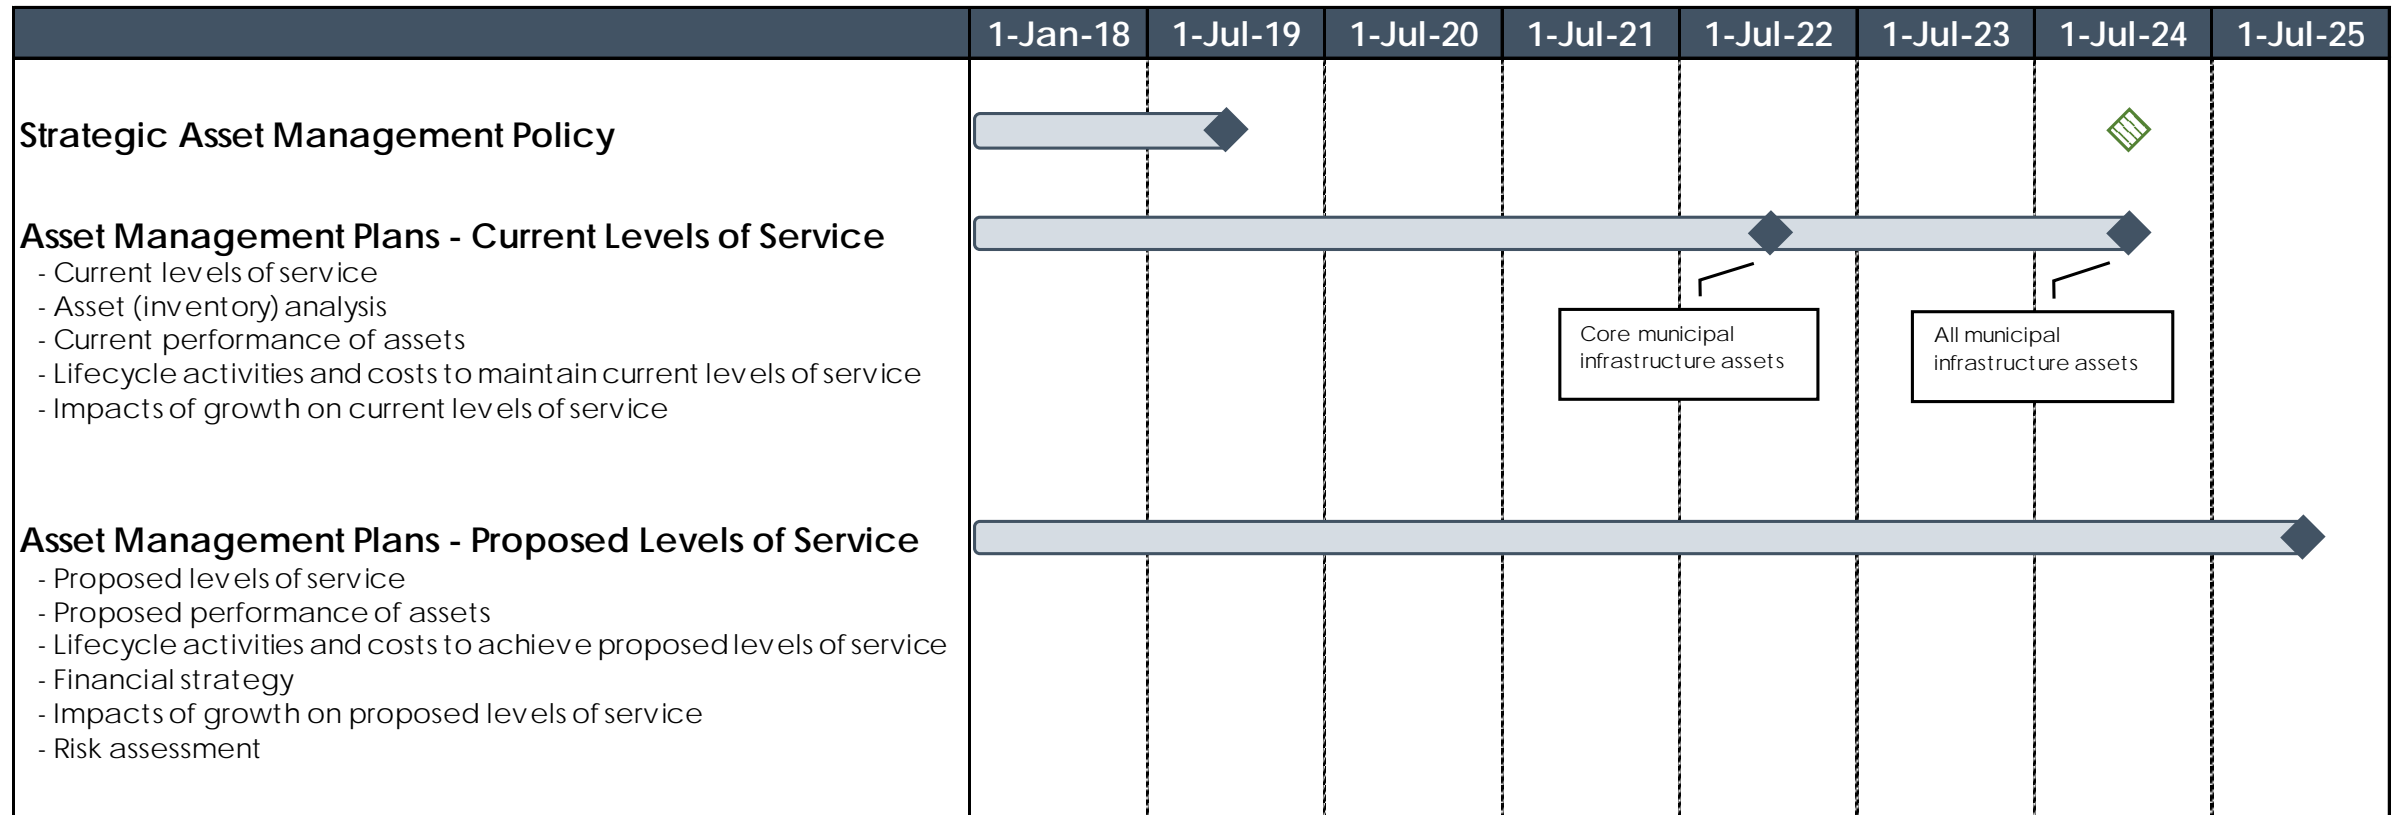 1-Jan-18 1-Jul-19 1-Jul-20 1-Jul-21 1-Jul-22 1-Jul-23 1-Jul-24 1-Jul-25
Strategic Asset Management Policy
Asset Management Plans - Current Levels of Service
- Current levels of service
- Asset (inventory) analysis
- Current performance of assets
- Lifecycle activities and costs to maintain current levels of service
- Impacts of growth on current levels of service
Core municipal
infrastructure assets
All municipal
infrastructure assets
Asset Management Plans - Proposed Levels of Service
- Proposed levels of service
- Proposed performance of assets
- Lifecycle activities and costs to achieve proposed levels of service
- Financial strategy
- Impacts of growth on proposed levels of service
- Risk assessment